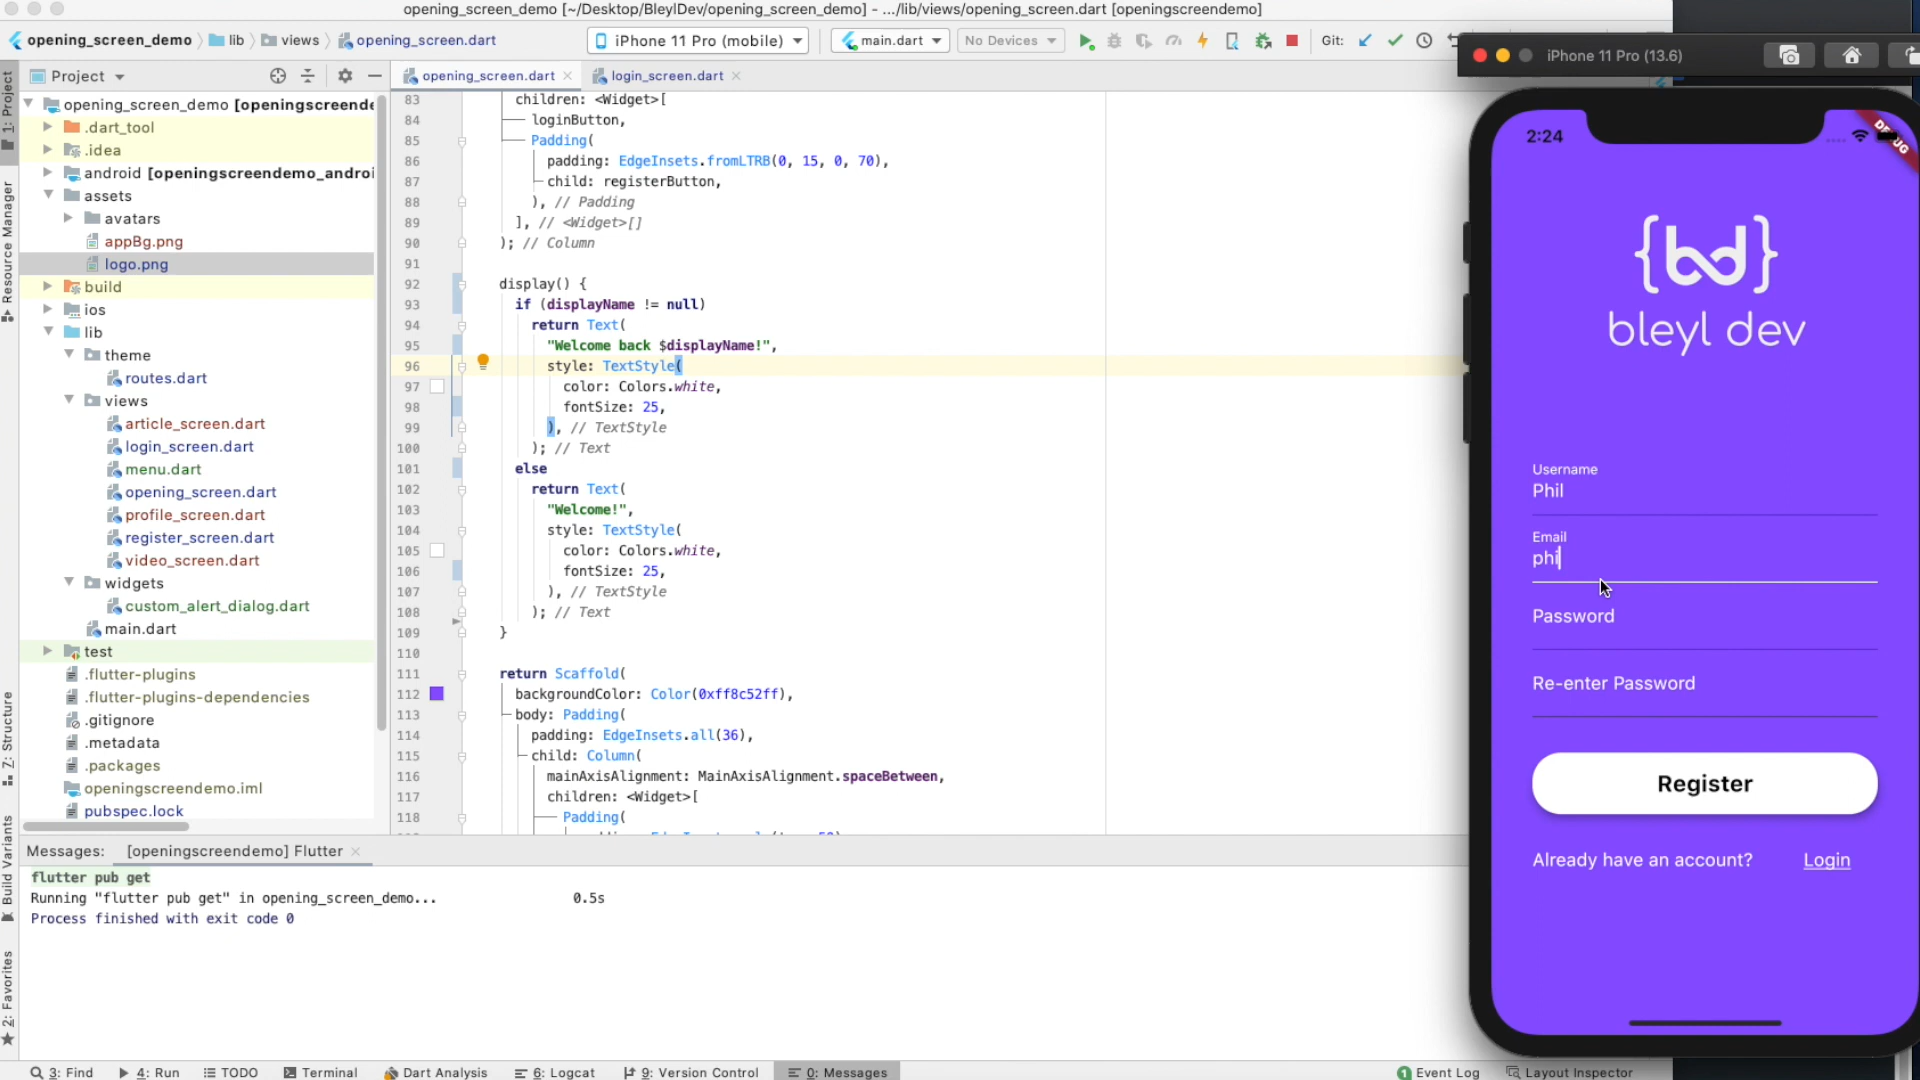 opening_screen_demo [~/Desktop/BleylDev/opening_screen_demo] - .../lib/views/opening_screen.dart [openingscreendemo]
opening_screen_demo lib views opening_screen.dart iPhone 11 Pro (mobile) main.dart No Devices Git:
Project
opening_screen.dart login_screen.dart
1: Project
Resource Manager
7: Structure
Build Variants
2: Favorites
opening_screen_demo [openingscreende
.dart_tool
.idea
android [openingscreendemo_androi
assets
avatars
appBg.png
logo.png
build
ios
lib
theme
routes.dart
views
article_screen.dart
login_screen.dart
menu.dart
opening_screen.dart
profile_screen.dart
register_screen.dart
video_screen.dart
widgets
custom_alert_dialog.dart
main.dart
test
.flutter-plugins
.flutter-plugins-dependencies
.gitignore
.metadata
.packages
openingscreendemo.iml
pubspec.lock
83 children: <Widget>[
84 loginButton,
85 Padding(
86 padding: EdgeInsets.fromLTRB(0, 15, 0, 70),
87 child: registerButton,
88 ), // Padding
89 ], // <Widget>[]
90 ); // Column
91
92 display() {
93 if (displayName != null)
94 return Text(
95 "Welcome back $displayName!",
96 style: TextStyle(
97 color: Colors.white,
98 fontSize: 25,
99 ), // TextStyle
100 ); // Text
101 else
102 return Text(
103 "Welcome!",
104 style: TextStyle(
105 color: Colors.white,
106 fontSize: 25,
107 ), // TextStyle
108 ); // Text
109 }
110
111 return Scaffold(
112 backgroundColor: Color(0xff8c52ff),
113 body: Padding(
114 padding: EdgeInsets.all(36),
115 child: Column(
116 mainAxisAlignment: MainAxisAlignment.spaceBetween,
117 children: <Widget>[
118 Padding(
Messages: [openingscreendemo] Flutter
flutter pub get
Running "flutter pub get" in opening_screen_demo... 0.5s
Process finished with exit code 0
3: Find 4: Run TODO Terminal Dart Analysis 6: Logcat 9: Version Control 0: Messages 1 Event Log Layout Inspector
iPhone 11 Pro (13.6)
2:24
DEBUG
{bd}
bleyl dev
Username
Phil
Email
phi
Password
Re-enter Password
Register
Already have an account? Login